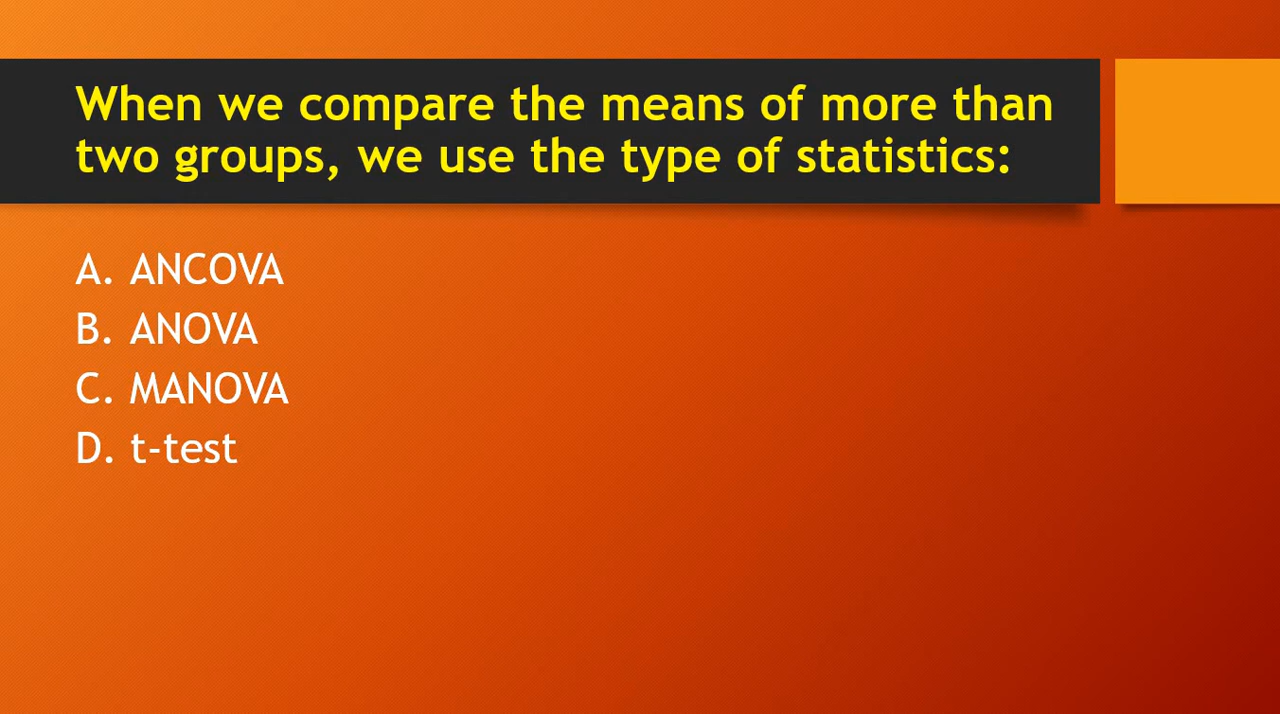 When we compare the means of more than
two groups, we use the type of statistics:
A. ANCOVA
B. ANOVA
C. MANOVA
D. t-test